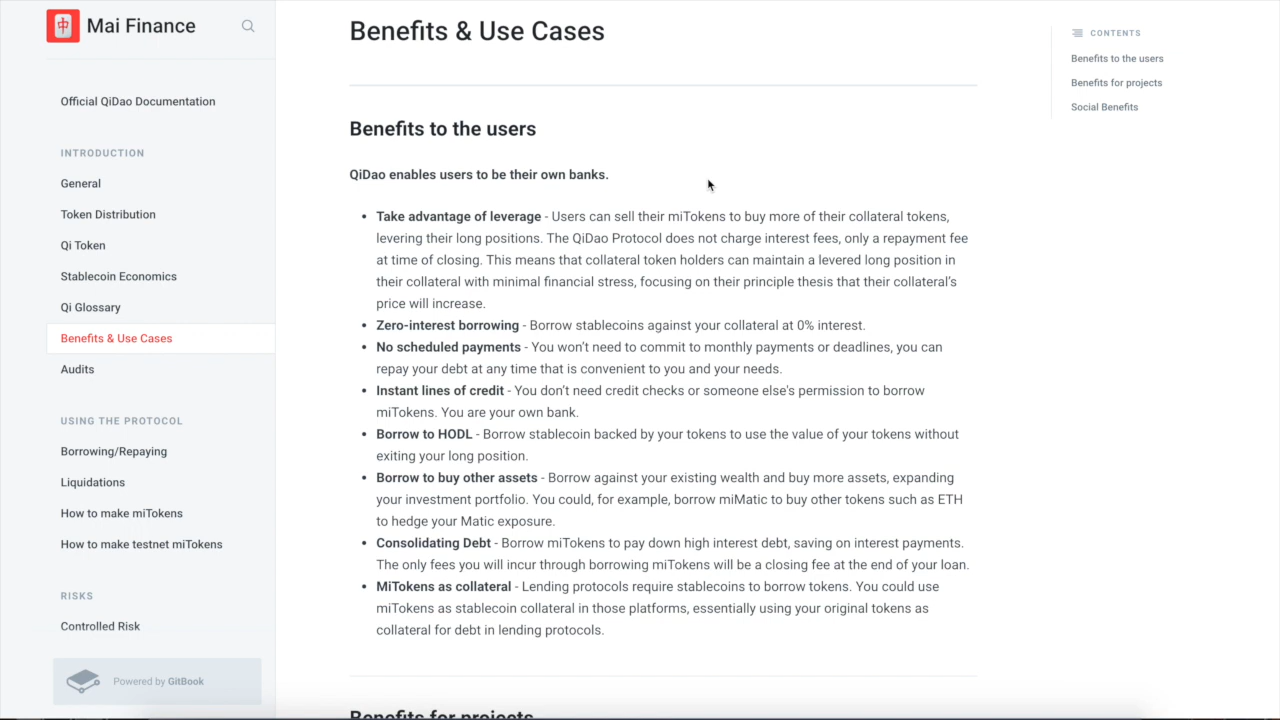 中
Mai Finance
Official QiDao Documentation
INTRODUCTION
General
Token Distribution
Qi Token
Stablecoin Economics
Qi Glossary
Benefits & Use Cases
Audits
USING THE PROTOCOL
Borrowing/Repaying
Liquidations
How to make miTokens
How to make testnet miTokens
RISKS
Controlled Risk
Powered by GitBook
Benefits & Use Cases
Benefits to the users
QiDao enables users to be their own banks.
• Take advantage of leverage - Users can sell their miTokens to buy more of their collateral tokens,
levering their long positions. The QiDao Protocol does not charge interest fees, only a repayment fee
at time of closing. This means that collateral token holders can maintain a levered long position in
their collateral with minimal financial stress, focusing on their principle thesis that their collateral's
price will increase.
• Zero-interest borrowing - Borrow stablecoins against your collateral at 0% interest.
• No scheduled payments - You won't need to commit to monthly payments or deadlines, you can
repay your debt at any time that is convenient to you and your needs.
• Instant lines of credit - You don't need credit checks or someone else's permission to borrow
miTokens. You are your own bank.
• Borrow to HODL - Borrow stablecoin backed by your tokens to use the value of your tokens without
exiting your long position.
• Borrow to buy other assets - Borrow against your existing wealth and buy more assets, expanding
your investment portfolio. You could, for example, borrow miMatic to buy other tokens such as ETH
to hedge your Matic exposure.
• Consolidating Debt - Borrow miTokens to pay down high interest debt, saving on interest payments.
The only fees you will incur through borrowing miTokens will be a closing fee at the end of your loan.
• MiTokens as collateral - Lending protocols require stablecoins to borrow tokens. You could use
miTokens as stablecoin collateral in those platforms, essentially using your original tokens as
collateral for debt in lending protocols.
Benefits for projects
CONTENTS
Benefits to the users
Benefits for projects
Social Benefits